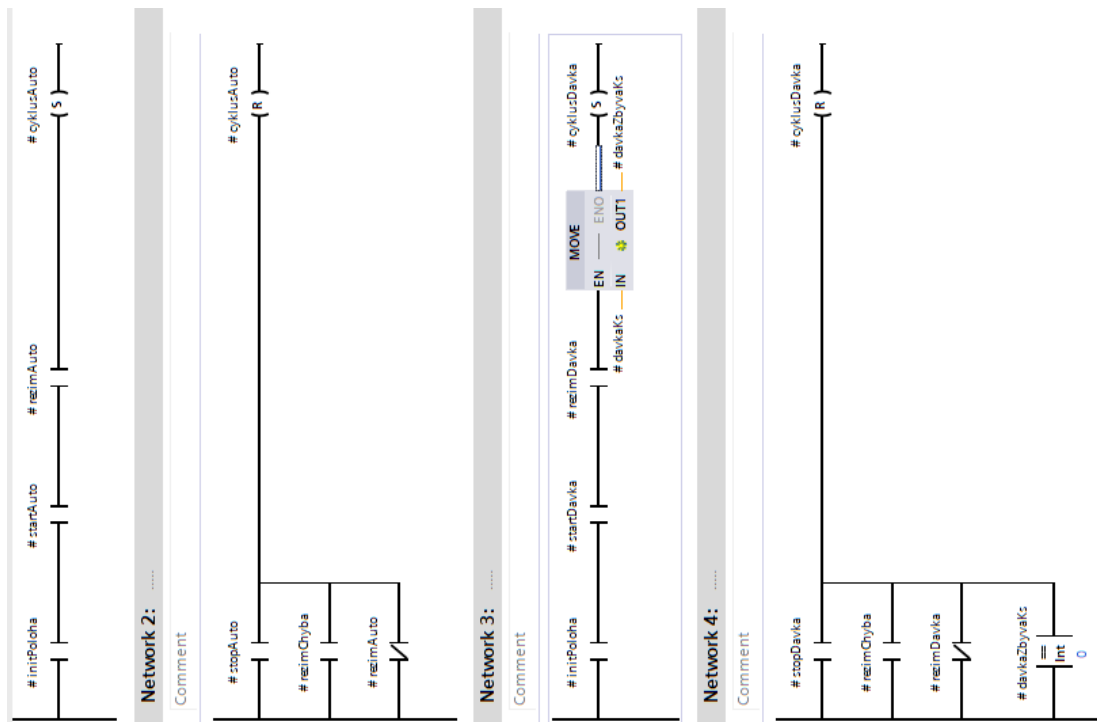 #initPoloha #startAuto #rezimAuto #cyklusAuto
S
Network 2: .....
Comment
#stopAuto #cyklusAuto
R
#rezimChyba
#rezimAuto
Network 3: .....
Comment
#initPoloha #startDavka #rezimDavka MOVE #cyklusDavka
EN ENO S
#davkaKs IN OUT1 #davkaZbyvaKs
Network 4: .....
Comment
#stopDavka #cyklusDavka
R
#rezimChyba
#rezimDavka
#davkaZbyvaKs
==
Int
0